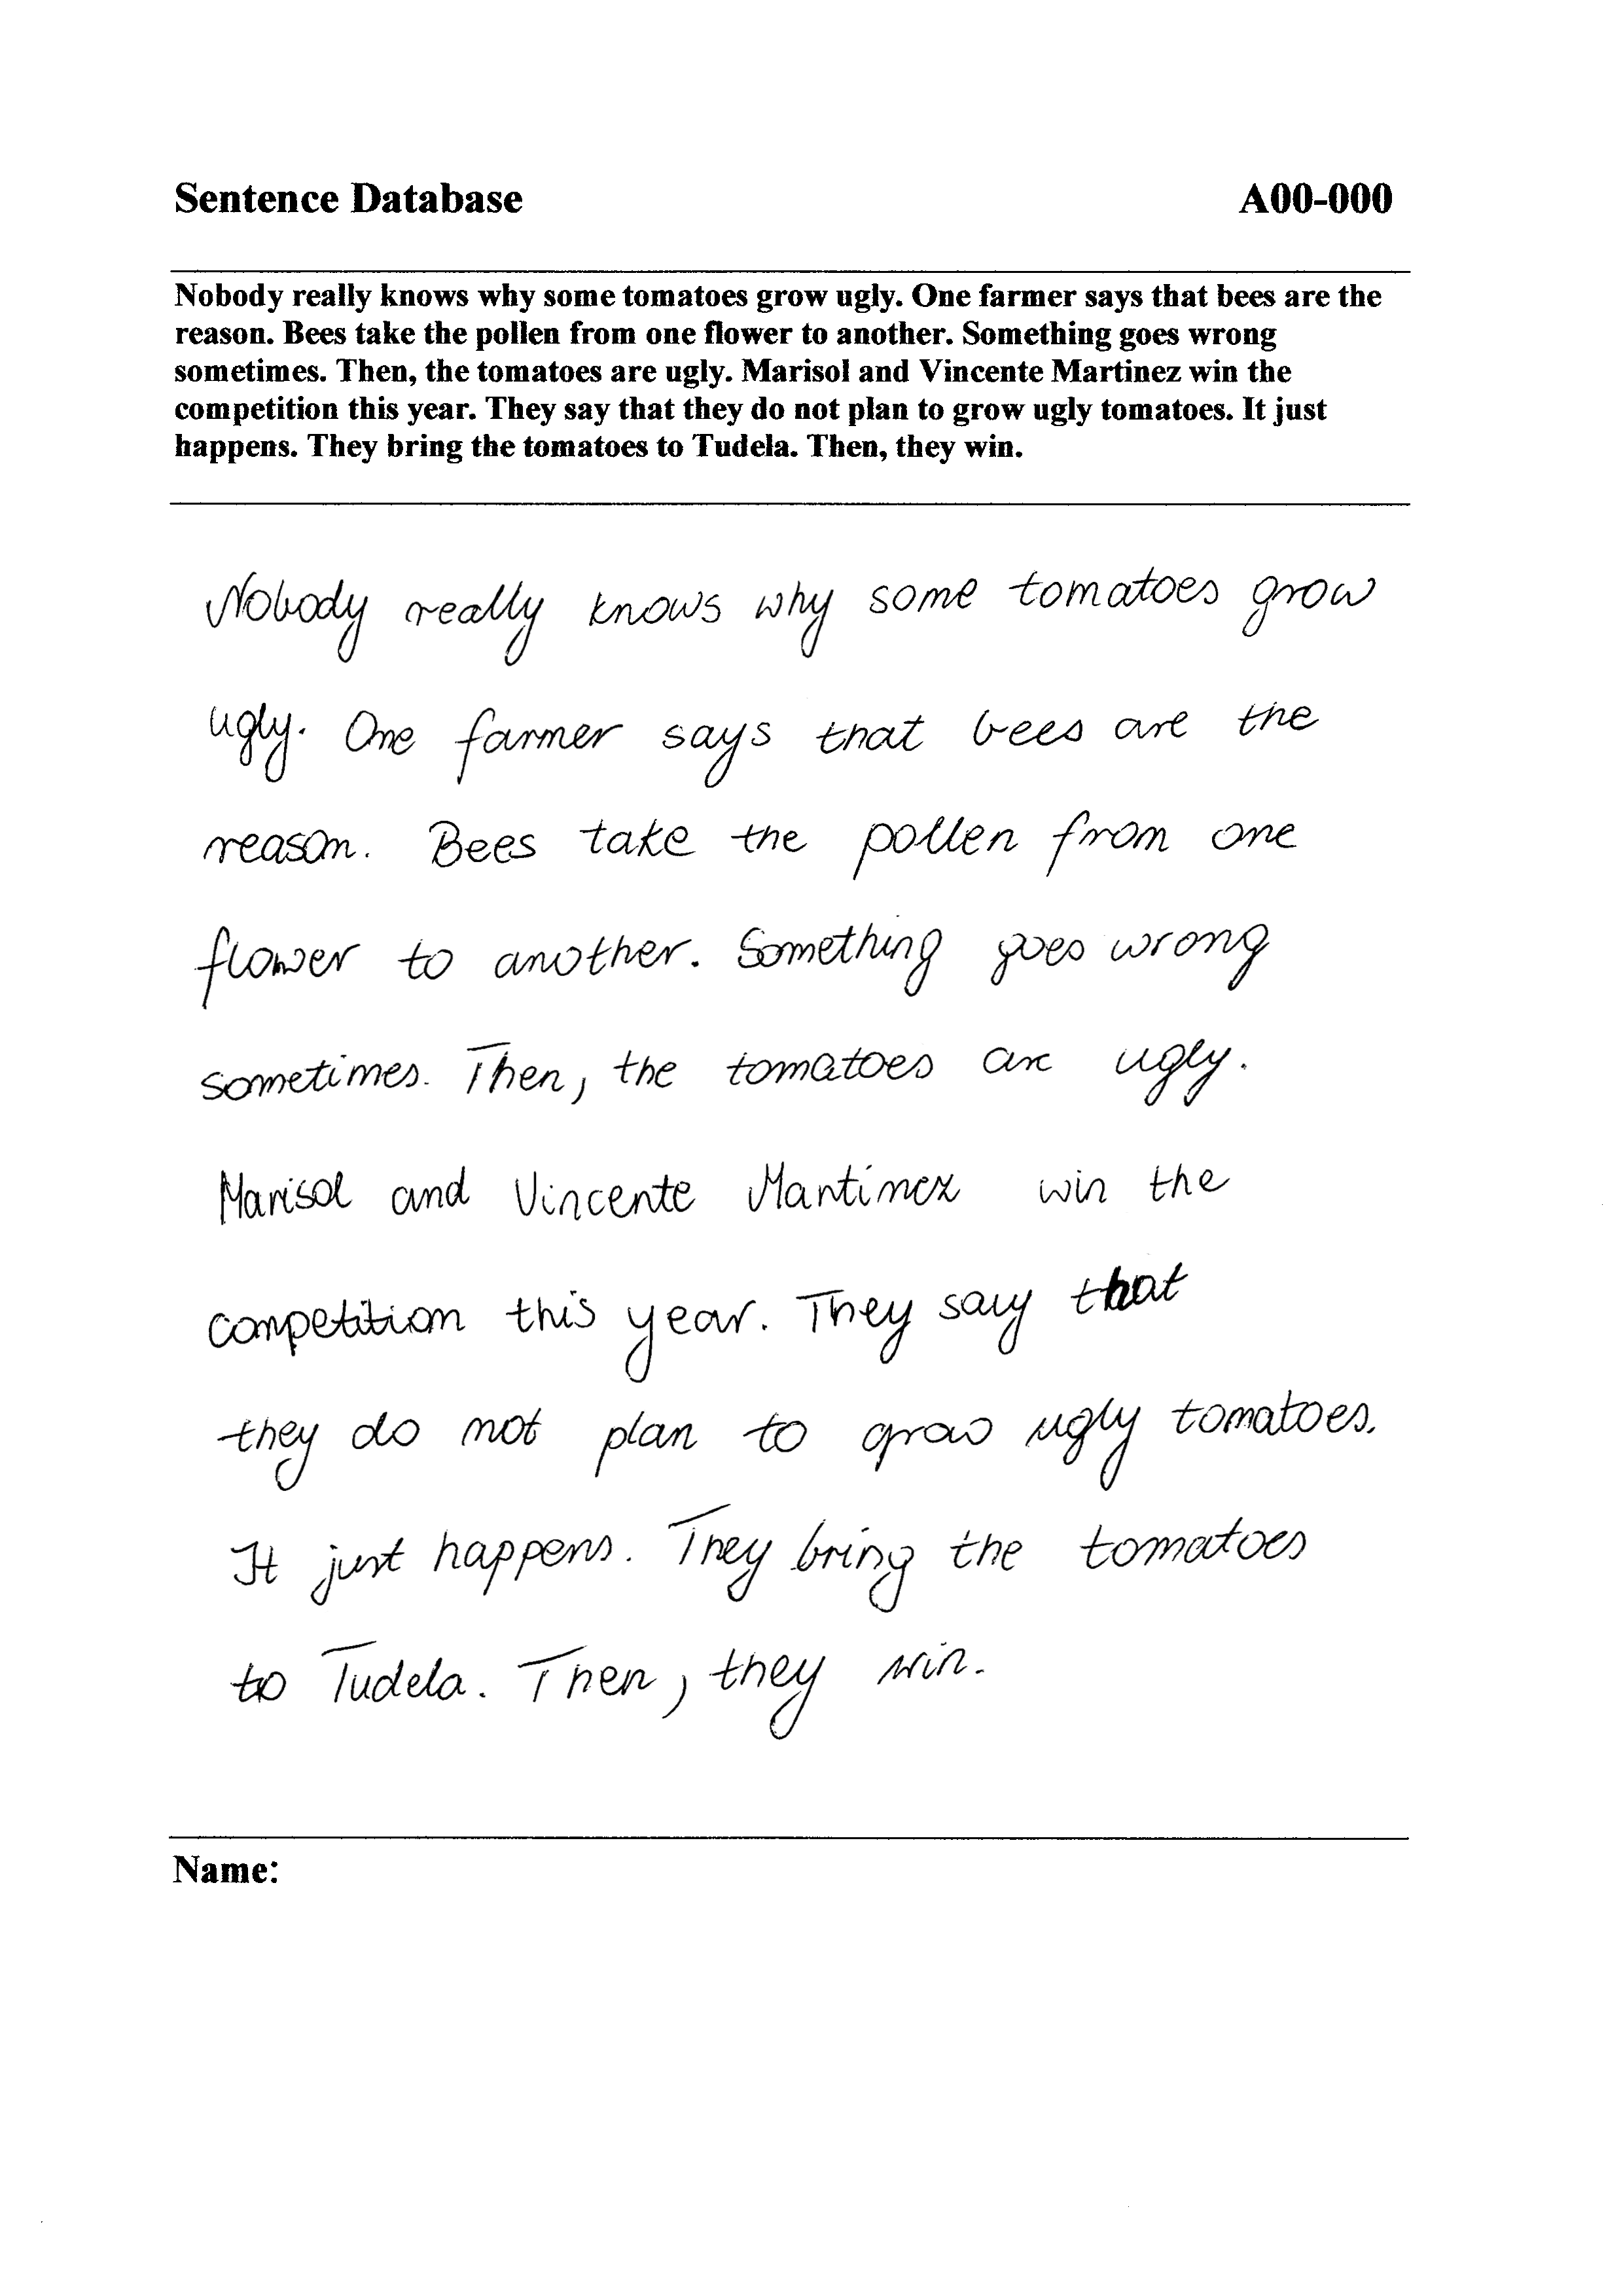 Sentence Database A00-000
Nobody really knows why some tomatoes grow ugly. One farmer says that bees are the
reason. Bees take the pollen from one flower to another. Something goes wrong
sometimes. Then, the tomatoes are ugly. Marisol and Vincente Martinez win the
competition this year. They say that they do not plan to grow ugly tomatoes. It just
happens. They bring the tomatoes to Tudela. Then, they win.
Nobody really knows why some tomatoes grow
ugly. One farmer says that bees are the
reason. Bees take the pollen from one
flower to another. Something goes wrong
sometimes. Then, the tomatoes are ugly.
Marisol and Vincente Martinez win the
competition this year. They say that
they do not plan to grow ugly tomatoes.
It just happens. They bring the tomatoes
to Tudela. Then, they win.
Name: